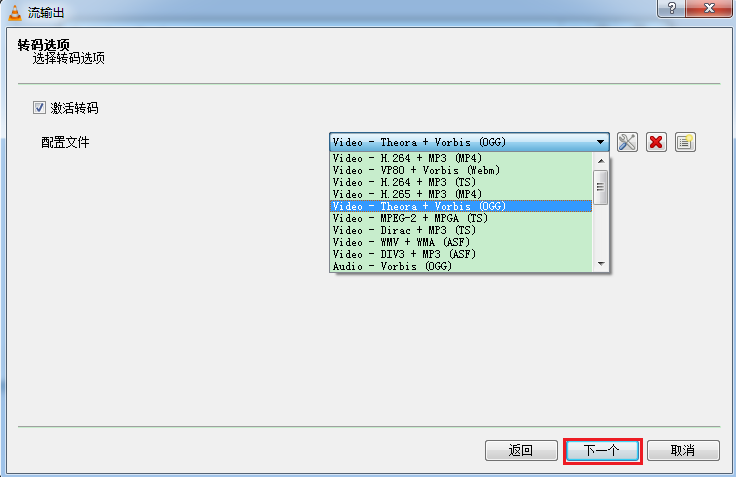 流输出
?
转码选项
选择转码选项
激活转码
配置文件
Video - Theora + Vorbis (OGG)
Video - H.264 + MP3 (MP4)
Video - VP80 + Vorbis (Webm)
Video - H.264 + MP3 (TS)
Video - H.265 + MP3 (MP4)
Video - Theora + Vorbis (OGG)
Video - MPEG-2 + MPGA (TS)
Video - Dirac + MP3 (TS)
Video - WMV + WMA (ASF)
Video - DIV3 + MP3 (ASF)
Audio - Vorbis (OGG)
返回 下一个 取消